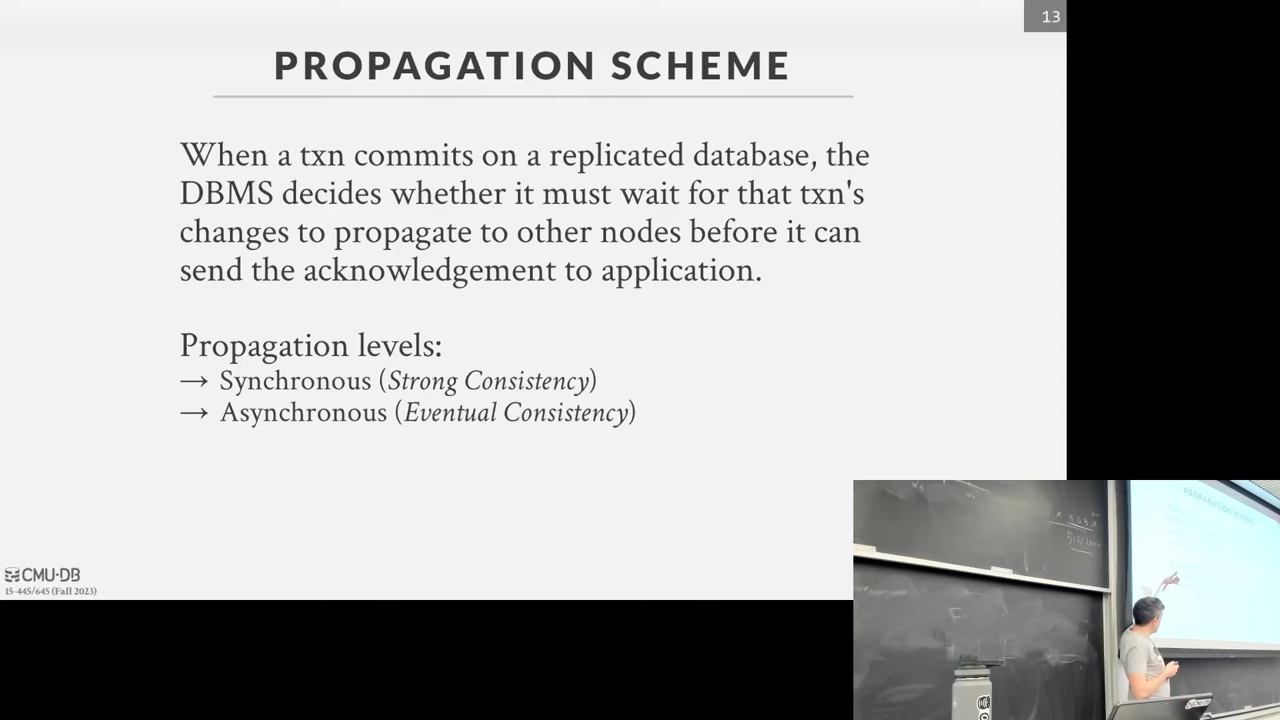 13
PROPAGATION SCHEME
When a txn commits on a replicated database, the
DBMS decides whether it must wait for that txn's
changes to propagate to other nodes before it can
send the acknowledgement to application.
Propagation levels:
→ Synchronous (Strong Consistency)
→ Asynchronous (Eventual Consistency)
CMU·DB
15-445/645 (Fall 2023)
PROPAGATION SCHEME